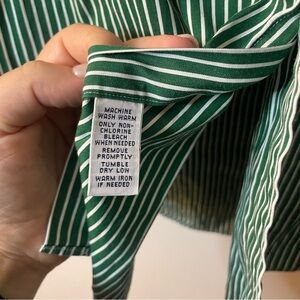 MACHINE
WASH WARM
ONLY NON-
CHLORINE
BLEACH
WHEN NEEDED
REMOVE
PROMPTLY
TUMBLE
DRY LOW
WARM IRON
IF NEEDED